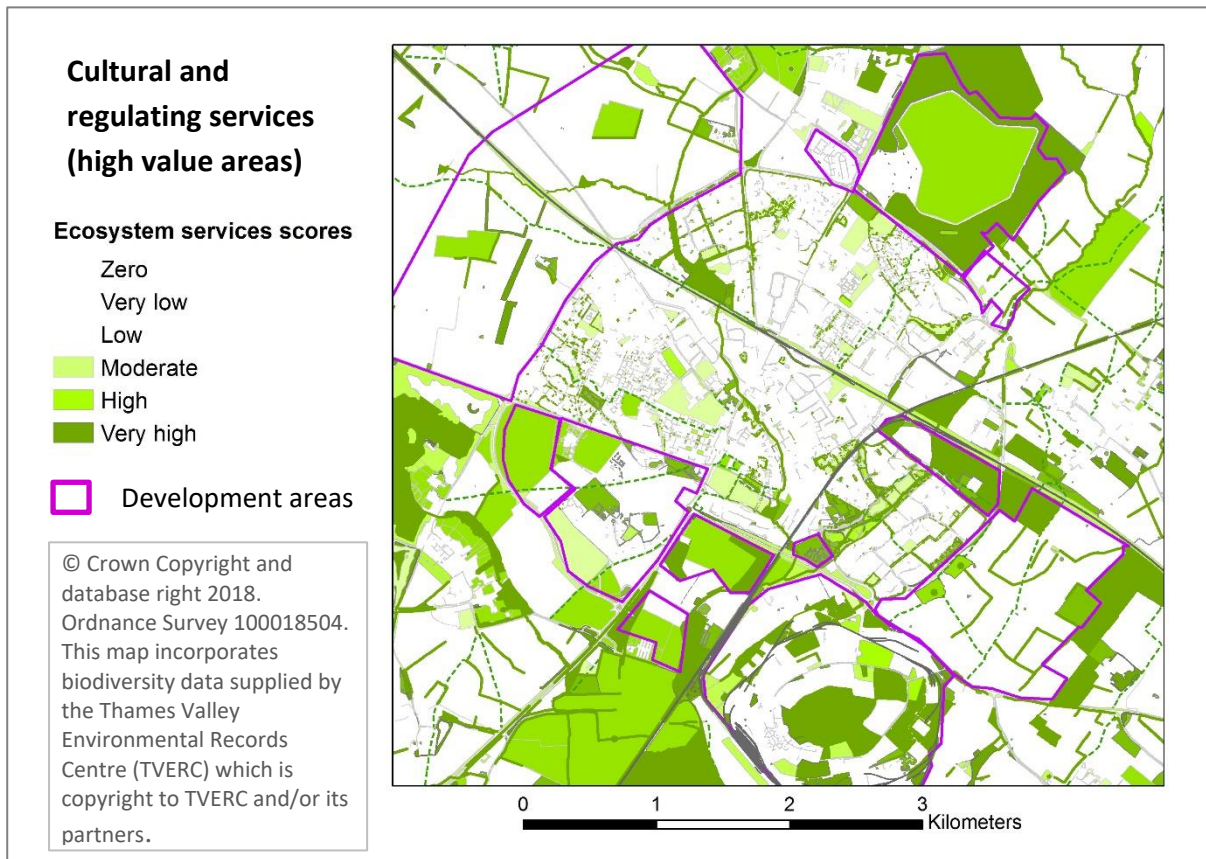 Cultural and
regulating services
(high value areas)
Ecosystem services scores
Zero
Very low
Low
Moderate
High
Very high
Development areas
© Crown Copyright and
database right 2018.
Ordnance Survey 100018504.
This map incorporates
biodiversity data supplied by
the Thames Valley
Environmental Records
Centre (TVERC) which is
copyright to TVERC and/or its
partners.
0 1 2 3
Kilometers